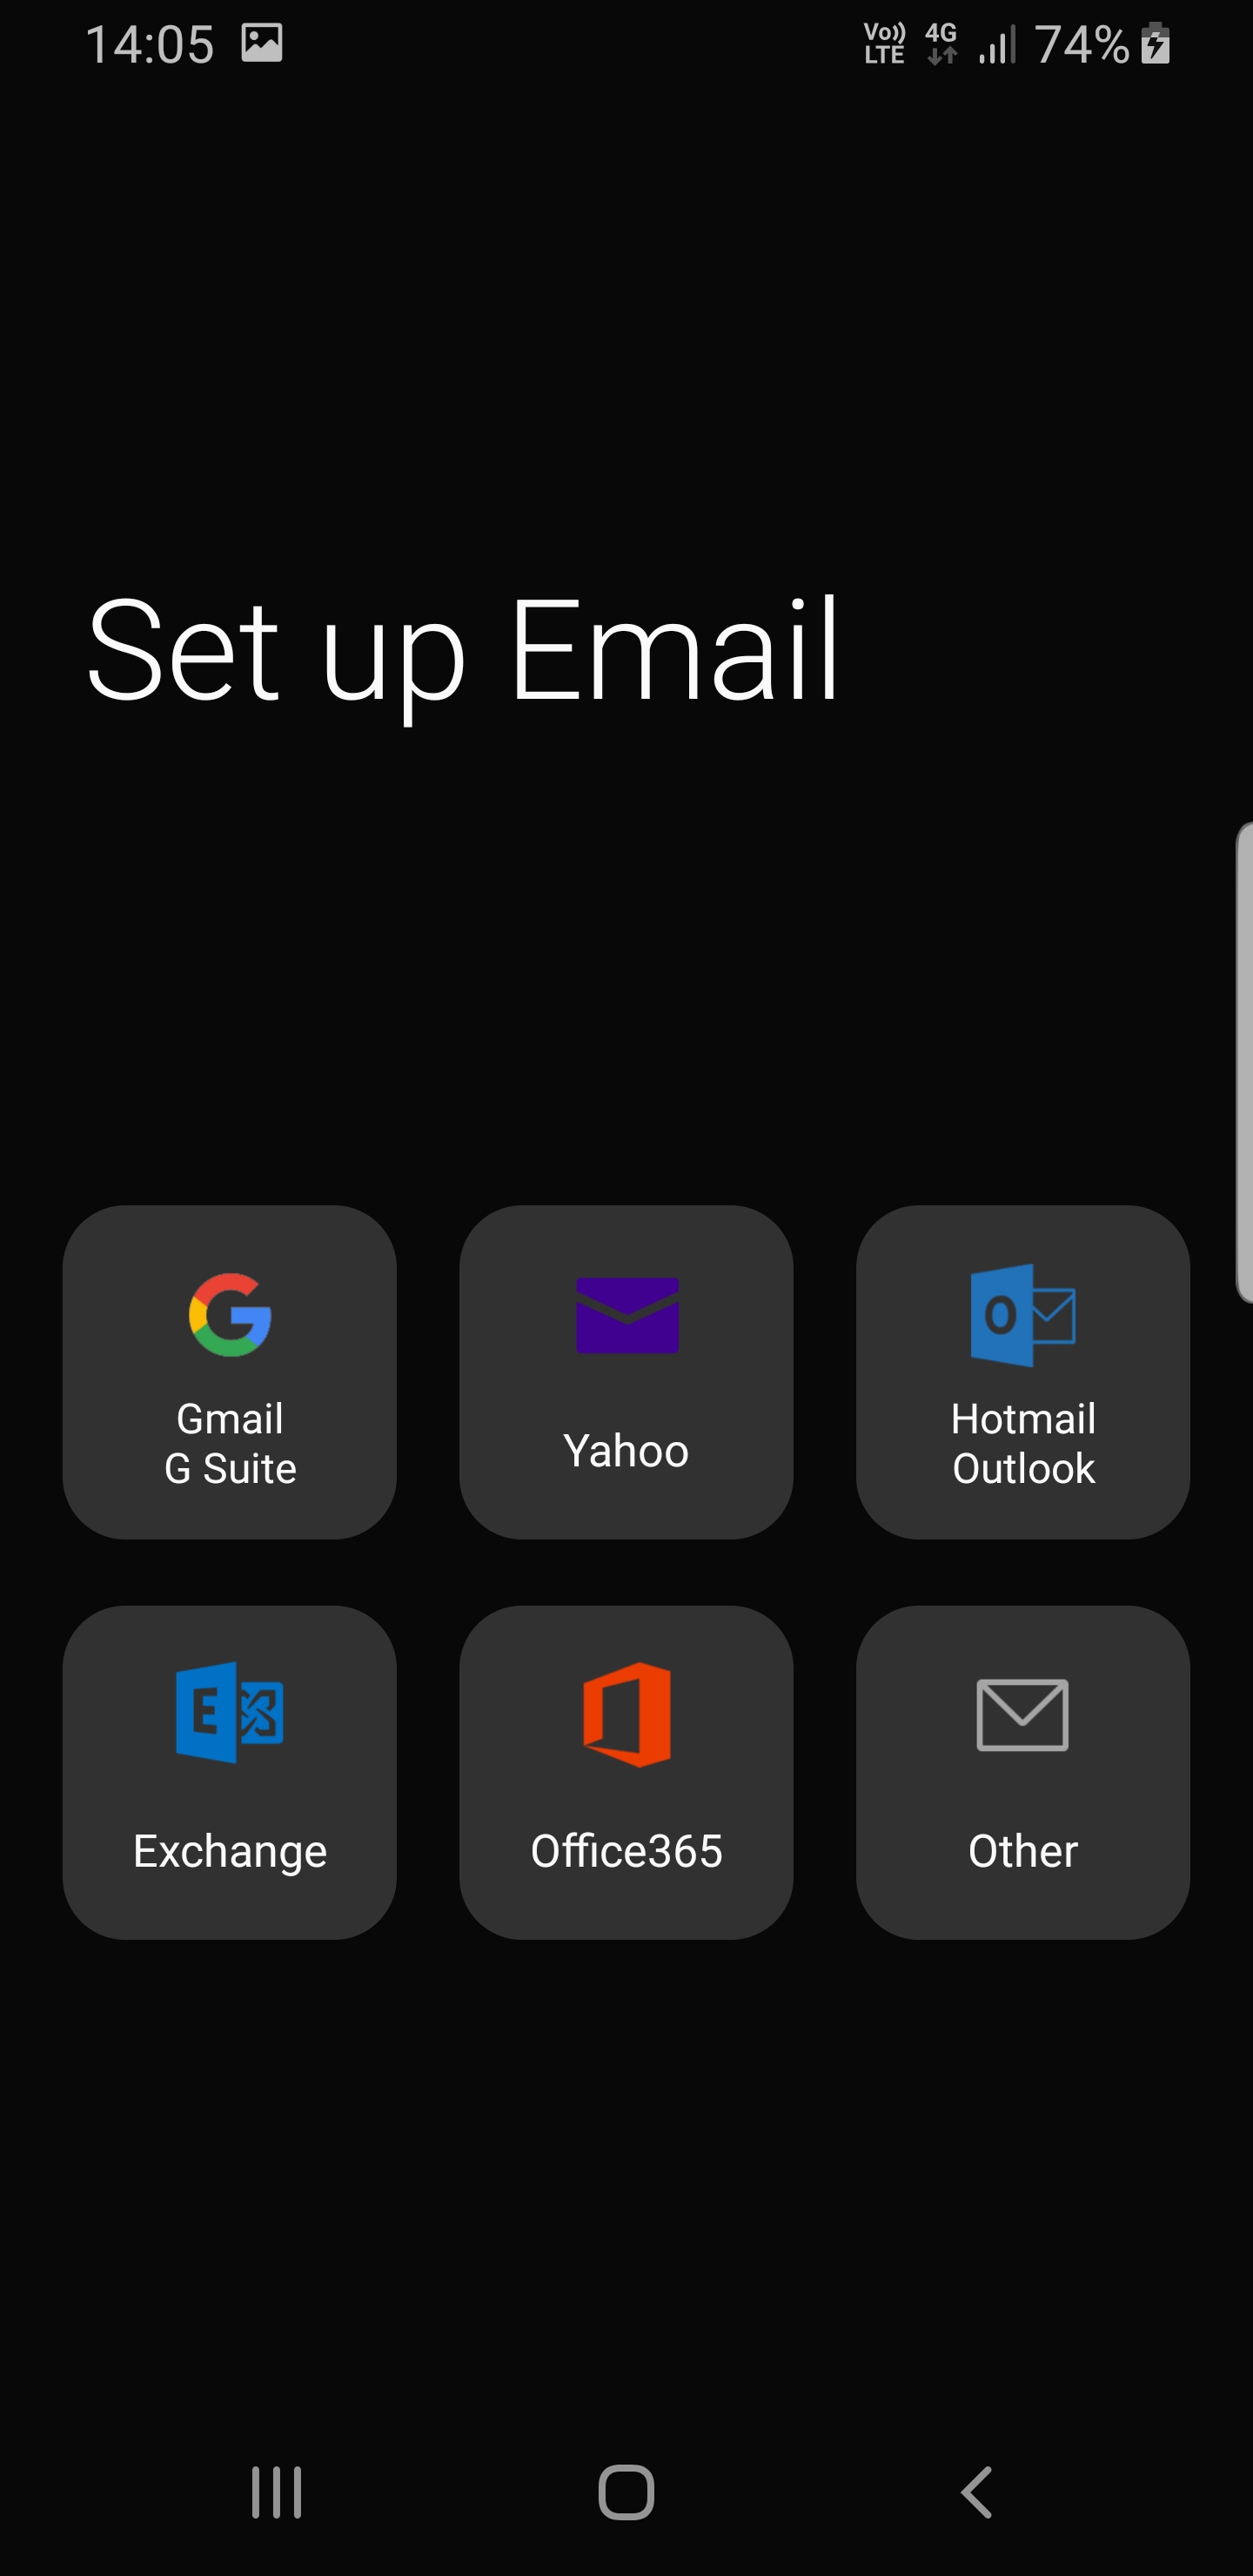 14:05
Vo)) LTE 4G 74%
Set up Email
Gmail
G Suite
Yahoo
Hotmail
Outlook
Exchange
Office365
Other